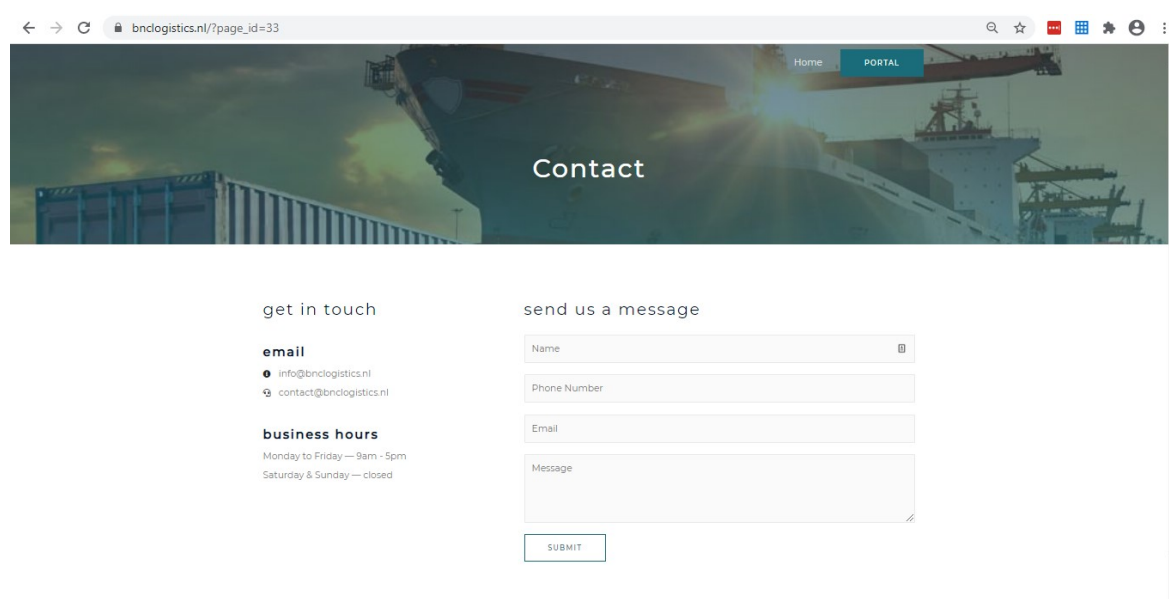 bnclogistics.nl/?page_id=33
Home
PORTAL
Contact
get in touch
email
info@bnclogistics.nl
contact@bnclogistics.nl
business hours
Monday to Friday — 9am - 5pm
Saturday & Sunday — closed
send us a message
Name
Phone Number
Email
Message
SUBMIT